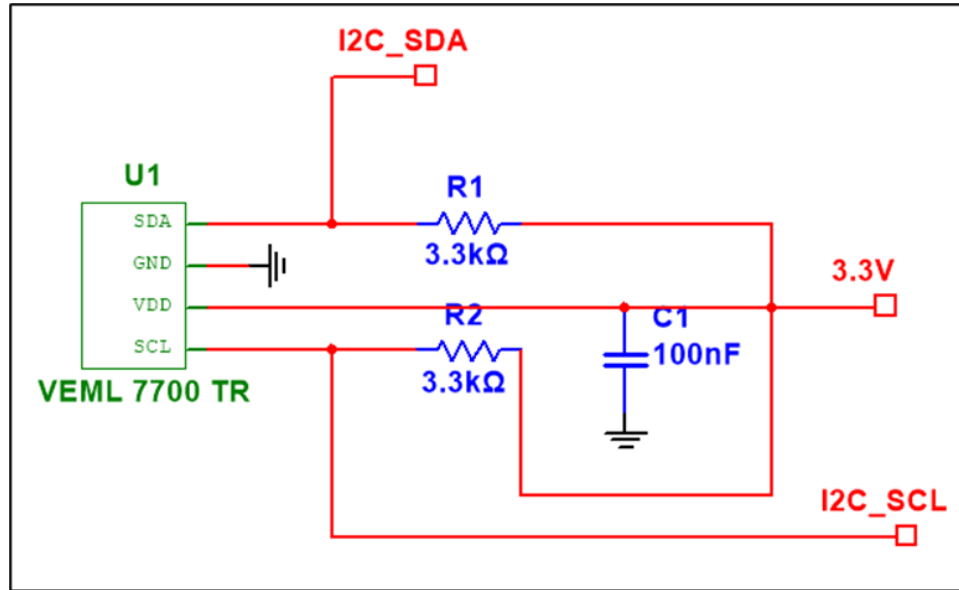 I2C_SDA
U1
R1
SDA
3.3kΩ
GND
3.3V
VDD
R2
C1
SCL
100nF
3.3kΩ
VEML 7700 TR
I2C_SCL